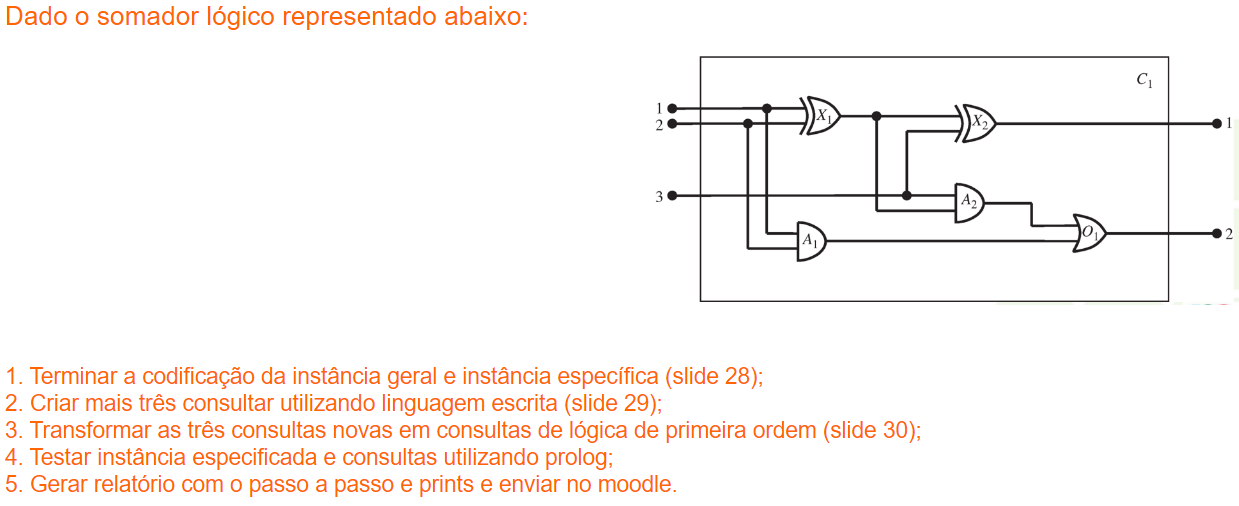 Dado o somador lógico representado abaixo:
C1
1
2
X1
X2
1
3
A2
A1
O1
2
1. Terminar a codificação da instância geral e instância específica (slide 28);
2. Criar mais três consultar utilizando linguagem escrita (slide 29);
3. Transformar as três consultas novas em consultas de lógica de primeira ordem (slide 30);
4. Testar instância especificada e consultas utilizando prolog;
5. Gerar relatório com o passo a passo e prints e enviar no moodle.